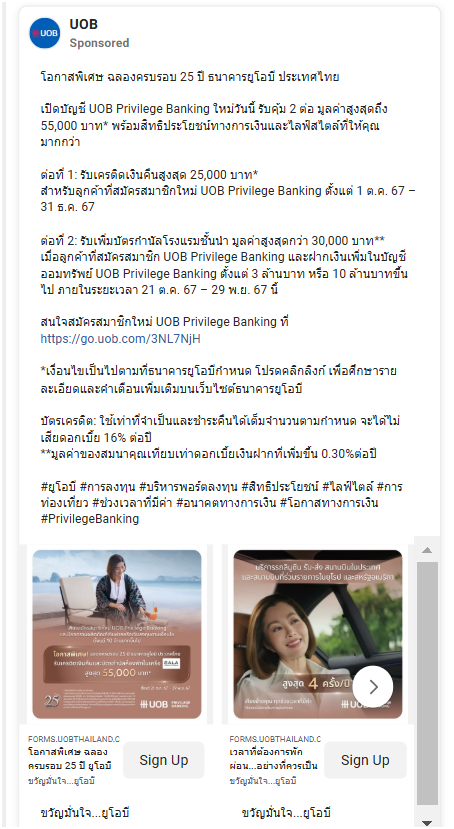 UOB
UOB
Sponsored
โอกาสพิเศษ ฉลองครบรอบ 25 ปี ธนาคารยูโอบี ประเทศไทย
เปิดบัญชี UOB Privilege Banking ใหม่วันนี้ รับคุ้ม 2 ต่อ มูลค่าสูงสุดถึง
55,000 บาท* พร้อมสิทธิประโยชน์ทางการเงินและไลฟ์สไตล์ที่ให้คุณ
มากกว่า
ต่อที่ 1: รับเครดิตเงินคืนสูงสุด 25,000 บาท*
สำหรับลูกค้าที่สมัครสมาชิกใหม่ UOB Privilege Banking ตั้งแต่ 1 ต.ค. 67 –
31 ธ.ค. 67
ต่อที่ 2: รับเพิ่มบัตรกำนัลโรงแรมชั้นนำ มูลค่าสูงสุดกว่า 30,000 บาท**
เมื่อลูกค้าที่สมัครสมาชิก UOB Privilege Banking และฝากเงินเพิ่มในบัญชี
ออมทรัพย์ UOB Privilege Banking ตั้งแต่ 3 ล้านบาท หรือ 10 ล้านบาทขึ้น
ไป ภายในระยะเวลา 21 ต.ค. 67 – 29 พ.ย. 67 นี้
สนใจสมัครสมาชิกใหม่ UOB Privilege Banking ที่
https://go.uob.com/3NL7NjH
*เงื่อนไขเป็นไปตามที่ธนาคารยูโอบีกำหนด โปรดคลิกลิงก์ เพื่อศึกษาราย
ละเอียดและคำเตือนเพิ่มเติมบนเว็บไซต์ธนาคารยูโอบี
บัตรเครดิต: ใช้เท่าที่จำเป็นและชำระคืนได้เต็มจำนวนตามกำหนด จะได้ไม่
เสียดอกเบี้ย 16% ต่อปี
**มูลค่าของสมนาคุณเทียบเท่าดอกเบี้ยเงินฝากที่เพิ่มขึ้น 0.30%ต่อปี
#ยูโอบี #การลงทุน #บริหารพอร์ตลงทุน #สิทธิประโยชน์ #ไลฟ์ไตล์ #การ
ท่องเที่ยว #ช่วงเวลาที่มีค่า #อนาคตทางการเงิน #โอกาสทางการเงิน
#PrivilegeBanking
โอกาสพิเศษ!
สูงสุด 55,000 บาท*
25
UOB PRIVILEGE BANKING
บริการรถลีมูซีน รับ-ส่ง สนามบินในประเทศ
และสนามบินที่ร่วมรายการในยุโรป และสหรัฐอเมริกา
สูงสุด 4 ครั้ง/ปี
UOB PRIVILEGE BANKING
FORMS.UOBTHAILAND.C
โอกาสพิเศษ ฉลอง
ครบรอบ 25 ปี ยูโอบี
ขวัญมั่นใจ...ยูโอบี
Sign Up
FORMS.UOBTHAILAND.C
เวลาที่ต้องการพัก
ผ่อน...อย่างที่ควรเป็น
ขวัญมั่นใจ...ยูโอบี
Sign Up
ขวัญมั่นใจ...ยูโอบี
ขวัญมั่นใจ...ยูโอบี